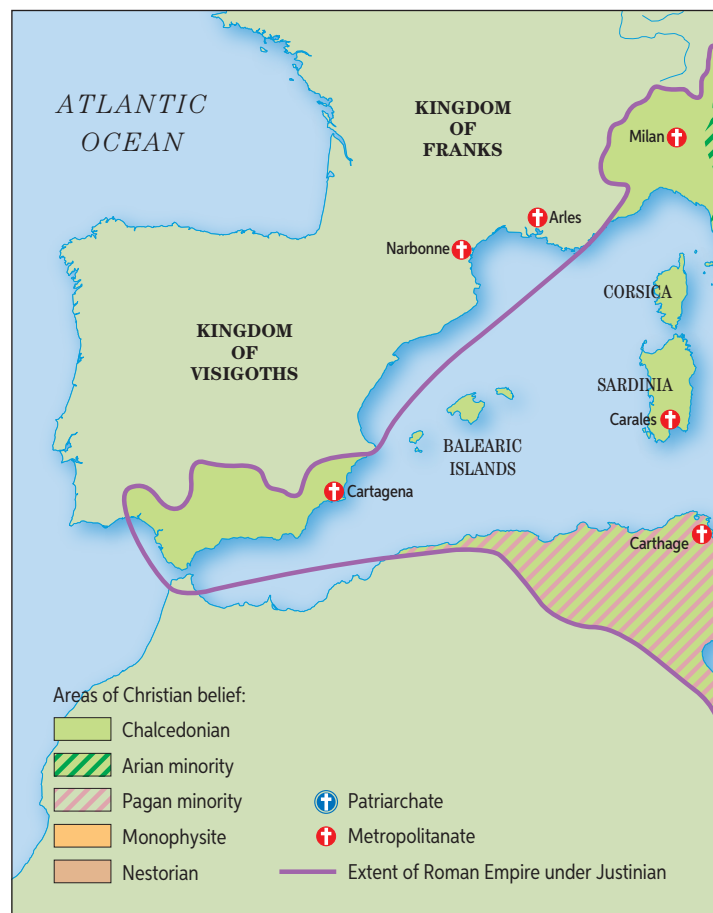 ATLANTIC
OCEAN
KINGDOM
OF
FRANKS
Milan
Arles
Narbonne
CORSICA
KINGDOM
OF
VISIGOTHS
SARDINIA
Carales
BALEARIC
ISLANDS
Cartagena
Carthage
Areas of Christian belief:
Chalcedonian
Arian minority
Pagan minority
Monophysite
Nestorian
Patriarchate
Metropolitanate
Extent of Roman Empire under Justinian